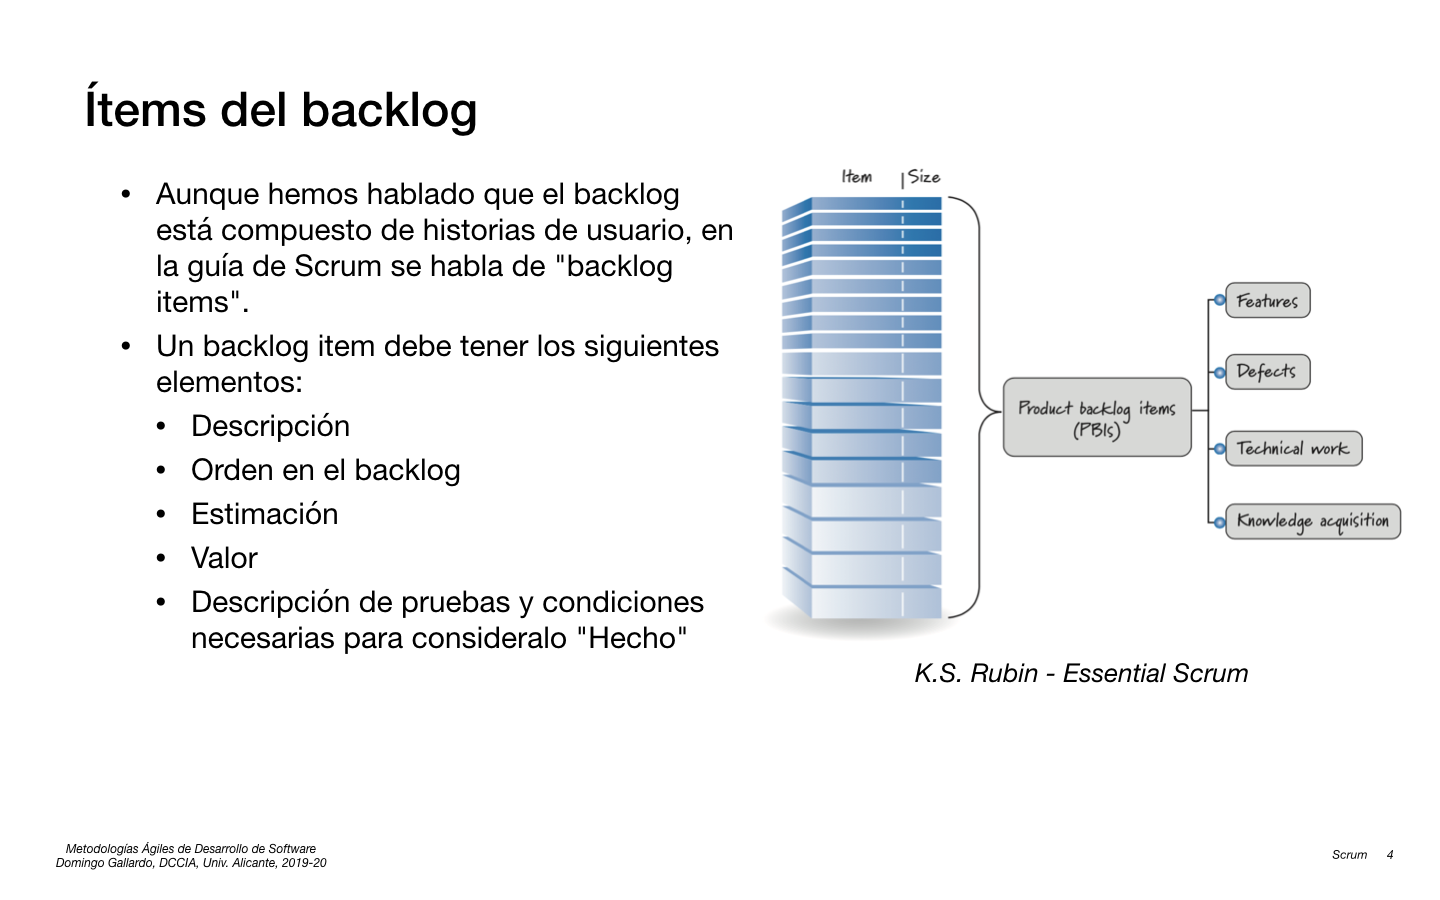 Ítems del backlog
• Aunque hemos hablado que el backlog
está compuesto de historias de usuario, en
la guía de Scrum se habla de "backlog
items".
• Un backlog item debe tener los siguientes
elementos:
• Descripción
• Orden en el backlog
• Estimación
• Valor
• Descripción de pruebas y condiciones
necesarias para consideralo "Hecho"
Item | Size
Product backlog items
(PBIs)
Features
Defects
Technical work
Knowledge acquisition
K.S. Rubin - Essential Scrum
Metodologías Ágiles de Desarrollo de Software
Domingo Gallardo, DCCIA, Univ. Alicante, 2019-20
Scrum 4